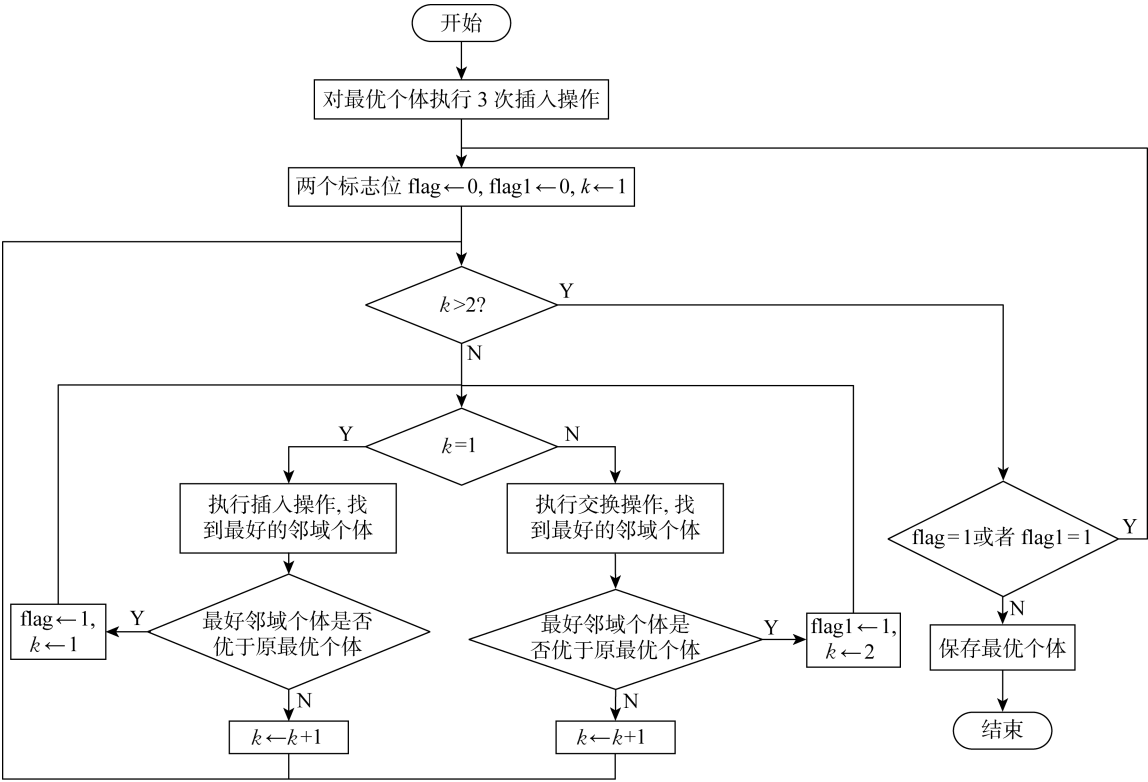 开始
对最优个体执行 3 次插入操作
两个标志位 flag←0, flag1←0, k←1
k>2?
Y
N
k=1
Y
N
执行插入操作, 找
到最好的邻域个体
执行交换操作, 找
到最好的邻域个体
flag=1或者 flag1=1
Y
N
最好邻域个体是否
优于原最优个体
Y
N
flag←1,
k←1
最好邻域个体是
否优于原最优个体
Y
N
flag1←1,
k←2
保存最优个体
k←k+1
k←k+1
结束